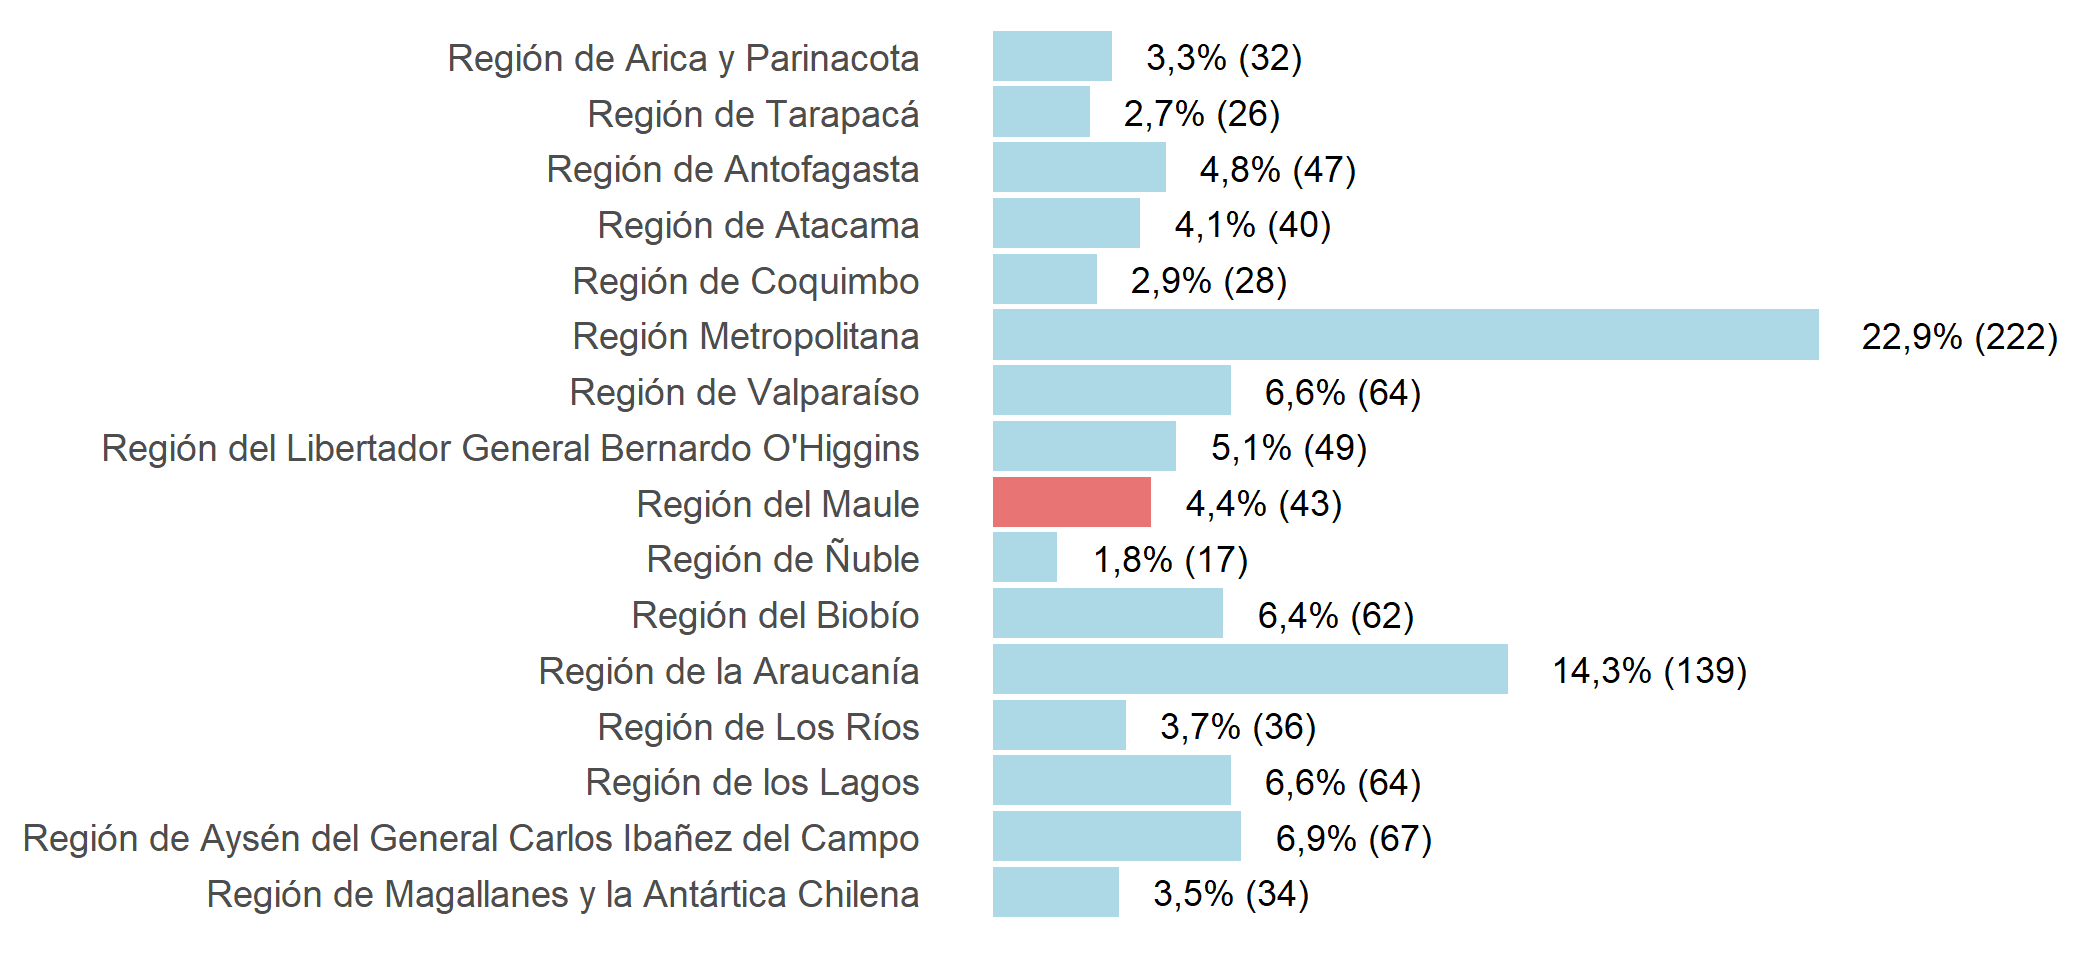 Región de Arica y Parinacota 3,3% (32)
Región de Tarapacá 2,7% (26)
Región de Antofagasta 4,8% (47)
Región de Atacama 4,1% (40)
Región de Coquimbo 2,9% (28)
Región Metropolitana 22,9% (222)
Región de Valparaíso 6,6% (64)
Región del Libertador General Bernardo O'Higgins 5,1% (49)
Región del Maule 4,4% (43)
Región de Ñuble 1,8% (17)
Región del Biobío 6,4% (62)
Región de la Araucanía 14,3% (139)
Región de Los Ríos 3,7% (36)
Región de los Lagos 6,6% (64)
Región de Aysén del General Carlos Ibañez del Campo 6,9% (67)
Región de Magallanes y la Antártica Chilena 3,5% (34)